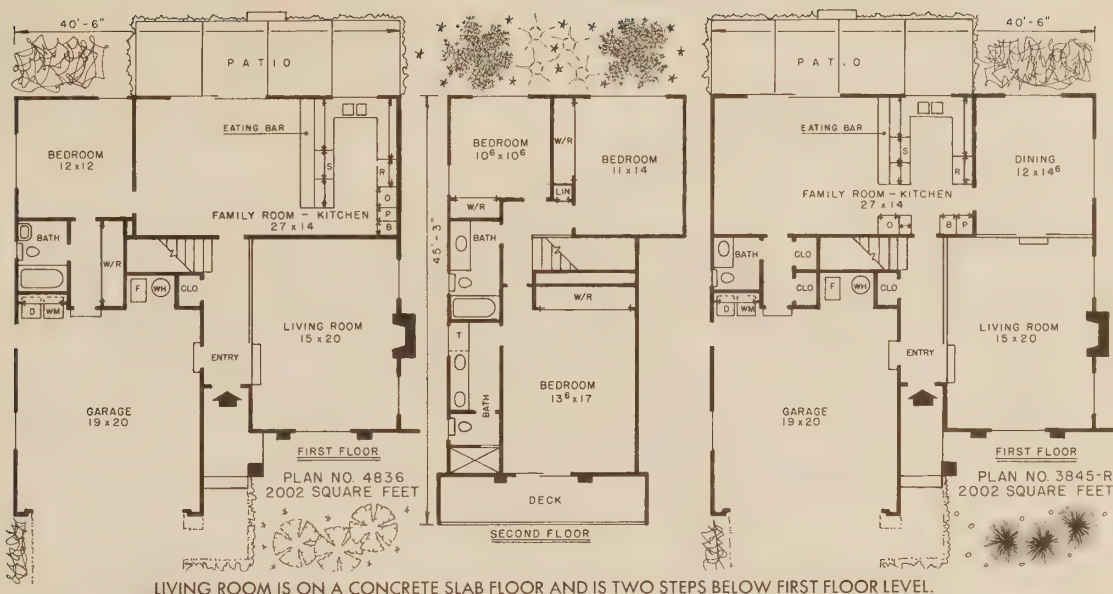 40'-6"
PATIO
EATING BAR
BEDROOM
12 x 12
S
R
O
P
B
FAMILY ROOM - KITCHEN
27 x 14
BATH
W/R
F
WH
CLO
D
WM
LIVING ROOM
15 x 20
ENTRY
GARAGE
19 x 20
FIRST FLOOR
PLAN NO. 4836
2002 SQUARE FEET
45'-3"
BEDROOM
10⁶ x 10⁶
W/R
BEDROOM
11 x 14
LIN
W/R
BATH
W/R
T
BEDROOM
13⁶ x 17
BATH
DECK
SECOND FLOOR
40'-6"
PATIO
EATING BAR
S
R
DINING
12 x 14⁶
FAMILY ROOM - KITCHEN
27 x 14
O
B
P
BATH
CLO
CLO
F
WH
CLO
D
WM
LIVING ROOM
15 x 20
ENTRY
GARAGE
19 x 20
FIRST FLOOR
PLAN NO. 3845-R
2002 SQUARE FEET
LIVING ROOM IS ON A CONCRETE SLAB FLOOR AND IS TWO STEPS BELOW FIRST FLOOR LEVEL.